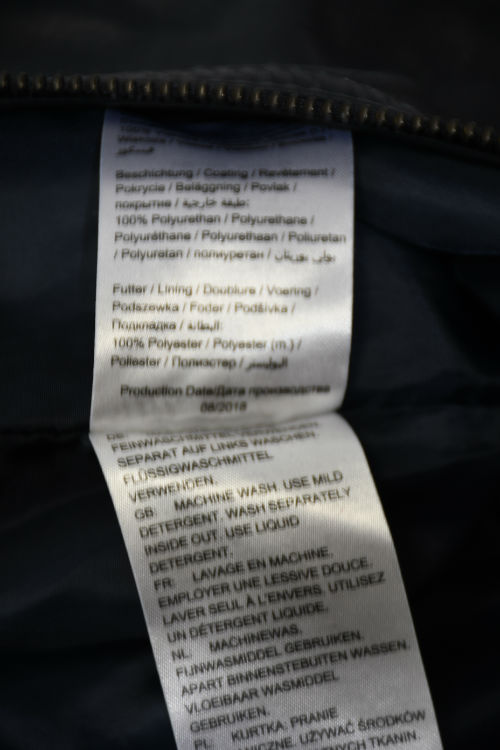 Beschichtung / Coating / Revêtement /
Pokrycie / Beläggning / Povlak /
покрытие / طبقة خارجية:
100% Polyurethan / Polyurethane /
Polyuréthane / Polyurethaan / Poliuretan
/ Polyuretan / полиуретан / بولي يوريثان
Futter / Lining / Doublure / Voering /
Podszewka / Foder / Podšívka /
Подкладка / البطانة:
100% Polyester / Polyester (m.) /
Poliester / Полиэстер / البوليستر
Production Date/Дата производства
08/2018
FEINWASCHMITTEL VERWENDEN.
SEPARAT AUF LINKS WASCHEN.
FLÜSSIGWASCHMITTEL
VERWENDEN.
GB: MACHINE WASH. USE MILD
DETERGENT. WASH SEPARATELY
INSIDE OUT. USE LIQUID
DETERGENT.
FR: LAVAGE EN MACHINE.
EMPLOYER UNE LESSIVE DOUCE.
LAVER SEUL À L'ENVERS. UTILISEZ
UN DÉTERGENT LIQUIDE.
NL: MACHINEWAS.
FIJNWASMIDDEL GEBRUIKEN.
APART BINNENSTEBUITEN WASSEN.
VLOEIBAAR WASMIDDEL
GEBRUIKEN.
PL: KURTKA: PRANIE
UŻYWAĆ ŚRODKÓW
TKANIN.